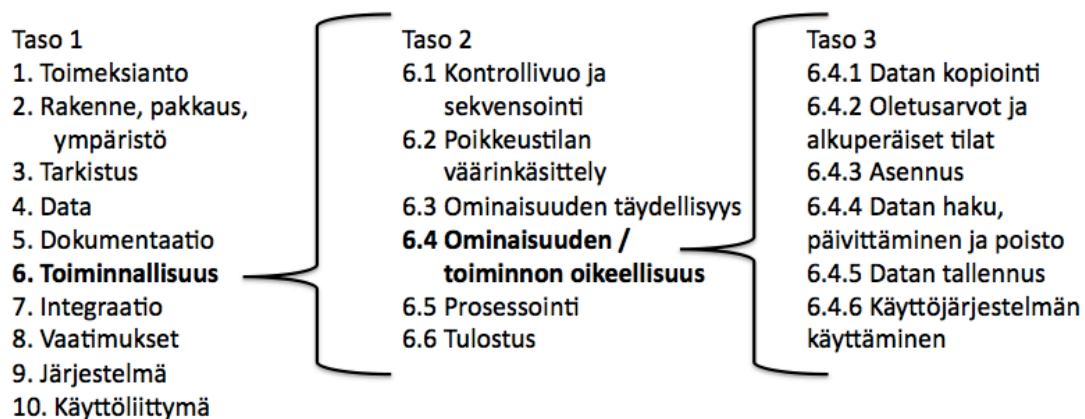 Taso 1
1. Toimeksianto
2. Rakenne, pakkaus,
ympäristö
3. Tarkistus
4. Data
5. Dokumentaatio
6. Toiminnallisuus
7. Integraatio
8. Vaatimukset
9. Järjestelmä
10. Käyttöliittymä
Taso 2
6.1 Kontrollivuo ja
sekvensointi
6.2 Poikkeustilan
väärinkäsittely
6.3 Ominaisuuden täydellisyys
6.4 Ominaisuuden /
toiminnon oikeellisuus
6.5 Prosessointi
6.6 Tulostus
Taso 3
6.4.1 Datan kopiointi
6.4.2 Oletusarvot ja
alkuperäiset tilat
6.4.3 Asennus
6.4.4 Datan haku,
päivittäminen ja poisto
6.4.5 Datan tallennus
6.4.6 Käyttöjärjestelmän
käyttäminen